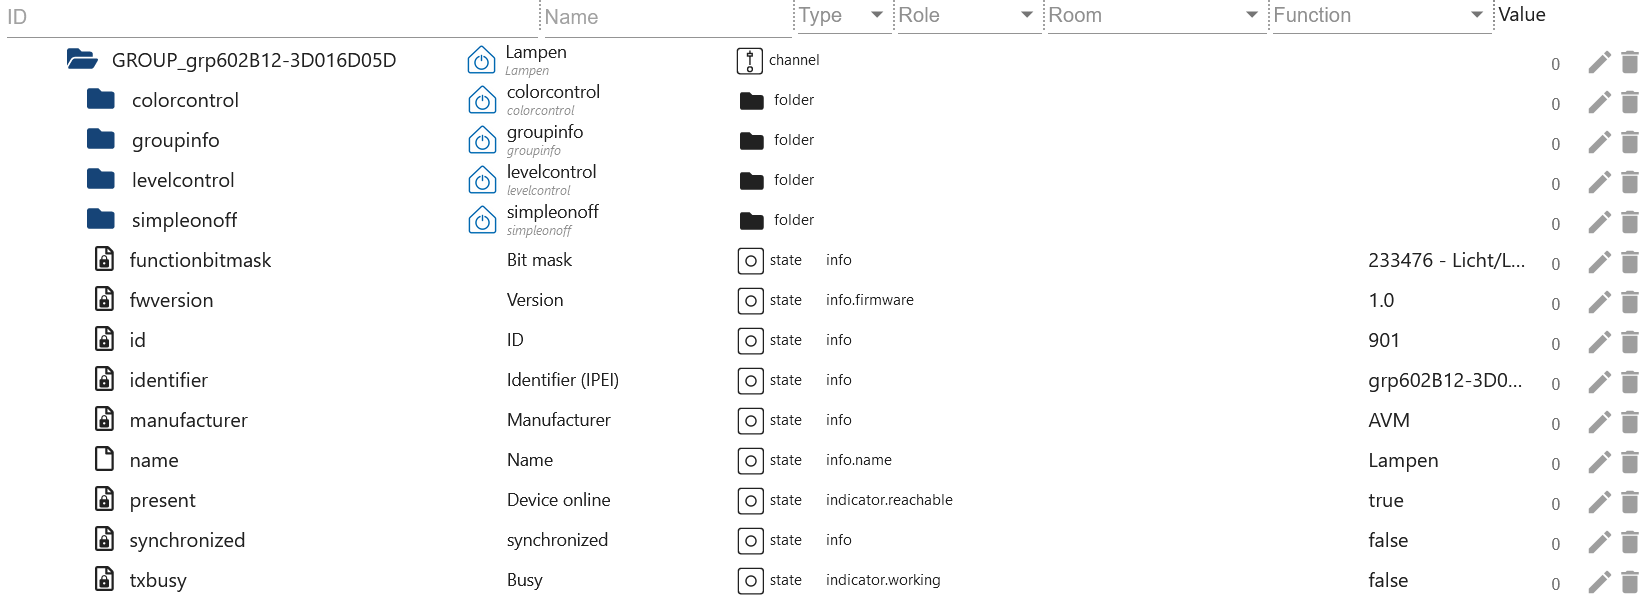 ID Name Type Role Room Function Value
GROUP_grp602B12-3D016D05D Lampen channel 0
Lampen
colorcontrol colorcontrol folder 0
colorcontrol
groupinfo groupinfo folder 0
groupinfo
levelcontrol levelcontrol folder 0
levelcontrol
simpleonoff simpleonoff folder 0
simpleonoff
functionbitmask Bit mask state info 233476 - Licht/L... 0
fwversion Version state info.firmware 1.0 0
id ID state info 901 0
identifier Identifier (IPEI) state info grp602B12-3D0... 0
manufacturer Manufacturer state info AVM 0
name Name state info.name Lampen 0
present Device online state indicator.reachable true 0
synchronized synchronized state info false 0
txbusy Busy state indicator.working false 0